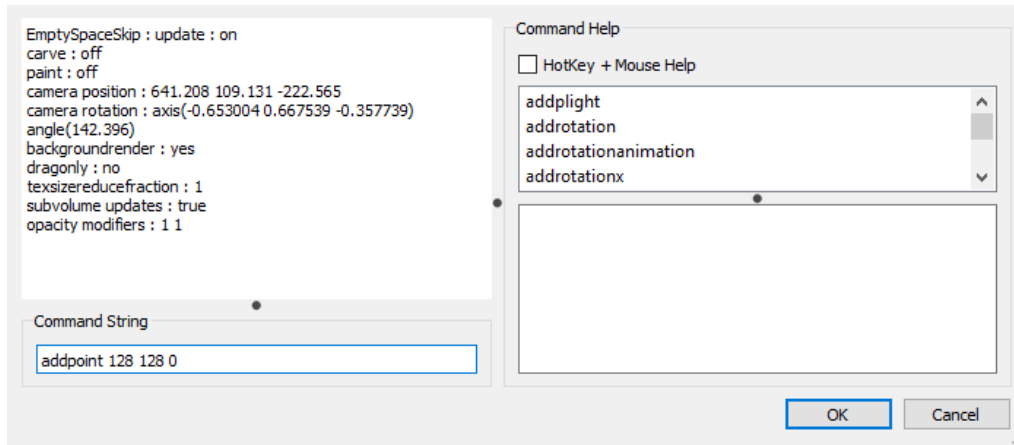 EmptySpaceSkip : update : on
carve : off
paint : off
camera position : 641.208 109.131 -222.565
camera rotation : axis(-0.653004 0.667539 -0.357739)
angle(142.396)
backgroundrender : yes
dragonly : no
texsizereducefraction : 1
subvolume updates : true
opacity modifiers : 1 1
Command String
addpoint 128 128 0
Command Help
HotKey + Mouse Help
addplight
addrotation
addrotationanimation
addrotationx
OK
Cancel